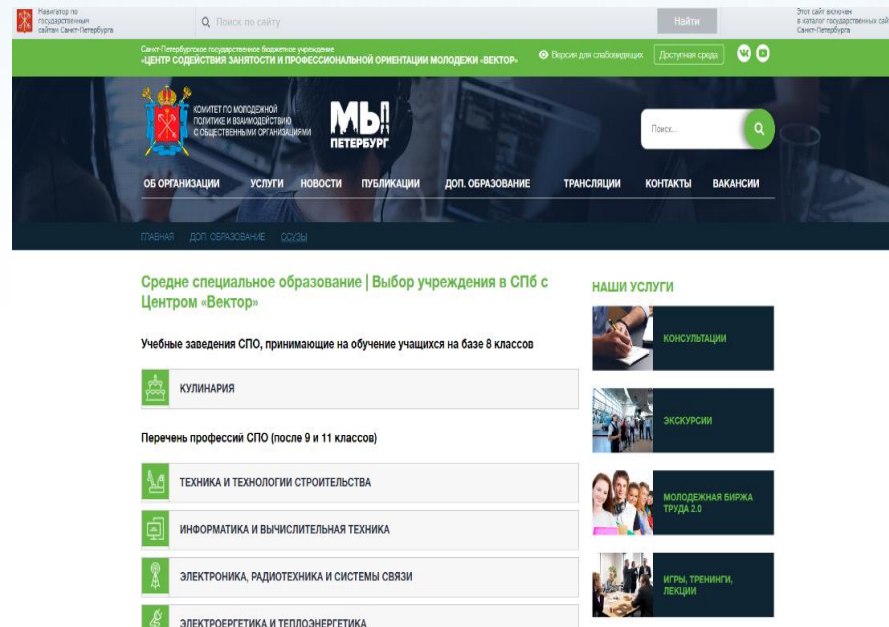 Навигатор по
государственным
сайтам Санкт-Петербурга
Поиск по сайту
Найти
Этот сайт включен
в каталог государственных сай
Санкт-Петербурга
Санкт-Петербургское государственное бюджетное учреждение
«ЦЕНТР СОДЕЙСТВИЯ ЗАНЯТОСТИ И ПРОФЕССИОНАЛЬНОЙ ОРИЕНТАЦИИ МОЛОДЕЖИ «ВЕКТОР»
Версия для слабовидящих
Доступная среда
КОМИТЕТ ПО МОЛОДЕЖНОЙ
ПОЛИТИКЕ И ВЗАИМОДЕЙСТВИЮ
С ОБЩЕСТВЕННЫМИ ОРГАНИЗАЦИЯМИ
МЫ
ПЕТЕРБУРГ
Поиск...
ОБ ОРГАНИЗАЦИИ УСЛУГИ НОВОСТИ ПУБЛИКАЦИИ ДОП. ОБРАЗОВАНИЕ ТРАНСЛЯЦИИ КОНТАКТЫ ВАКАНСИИ
ГЛАВНАЯ ДОП. ОБРАЗОВАНИЕ ОСУЗЫ
Средне специальное образование | Выбор учреждения в СПб с
Центром «Вектор»
Учебные заведения СПО, принимающие на обучение учащихся на базе 8 классов
КУЛИНАРИЯ
Перечень профессий СПО (после 9 и 11 классов)
ТЕХНИКА И ТЕХНОЛОГИИ СТРОИТЕЛЬСТВА
ИНФОРМАТИКА И ВЫЧИСЛИТЕЛЬНАЯ ТЕХНИКА
ЭЛЕКТРОНИКА, РАДИОТЕХНИКА И СИСТЕМЫ СВЯЗИ
ЭЛЕКТРОЕРГЕТИКА И ТЕПЛОЭНЕРГЕТИКА
НАШИ УСЛУГИ
КОНСУЛЬТАЦИИ
ЭКСКУРСИИ
МОЛОДЕЖНАЯ БИРЖА
ТРУДА 2.0
ИГРЫ, ТРЕНИНГИ,
ЛЕКЦИИ